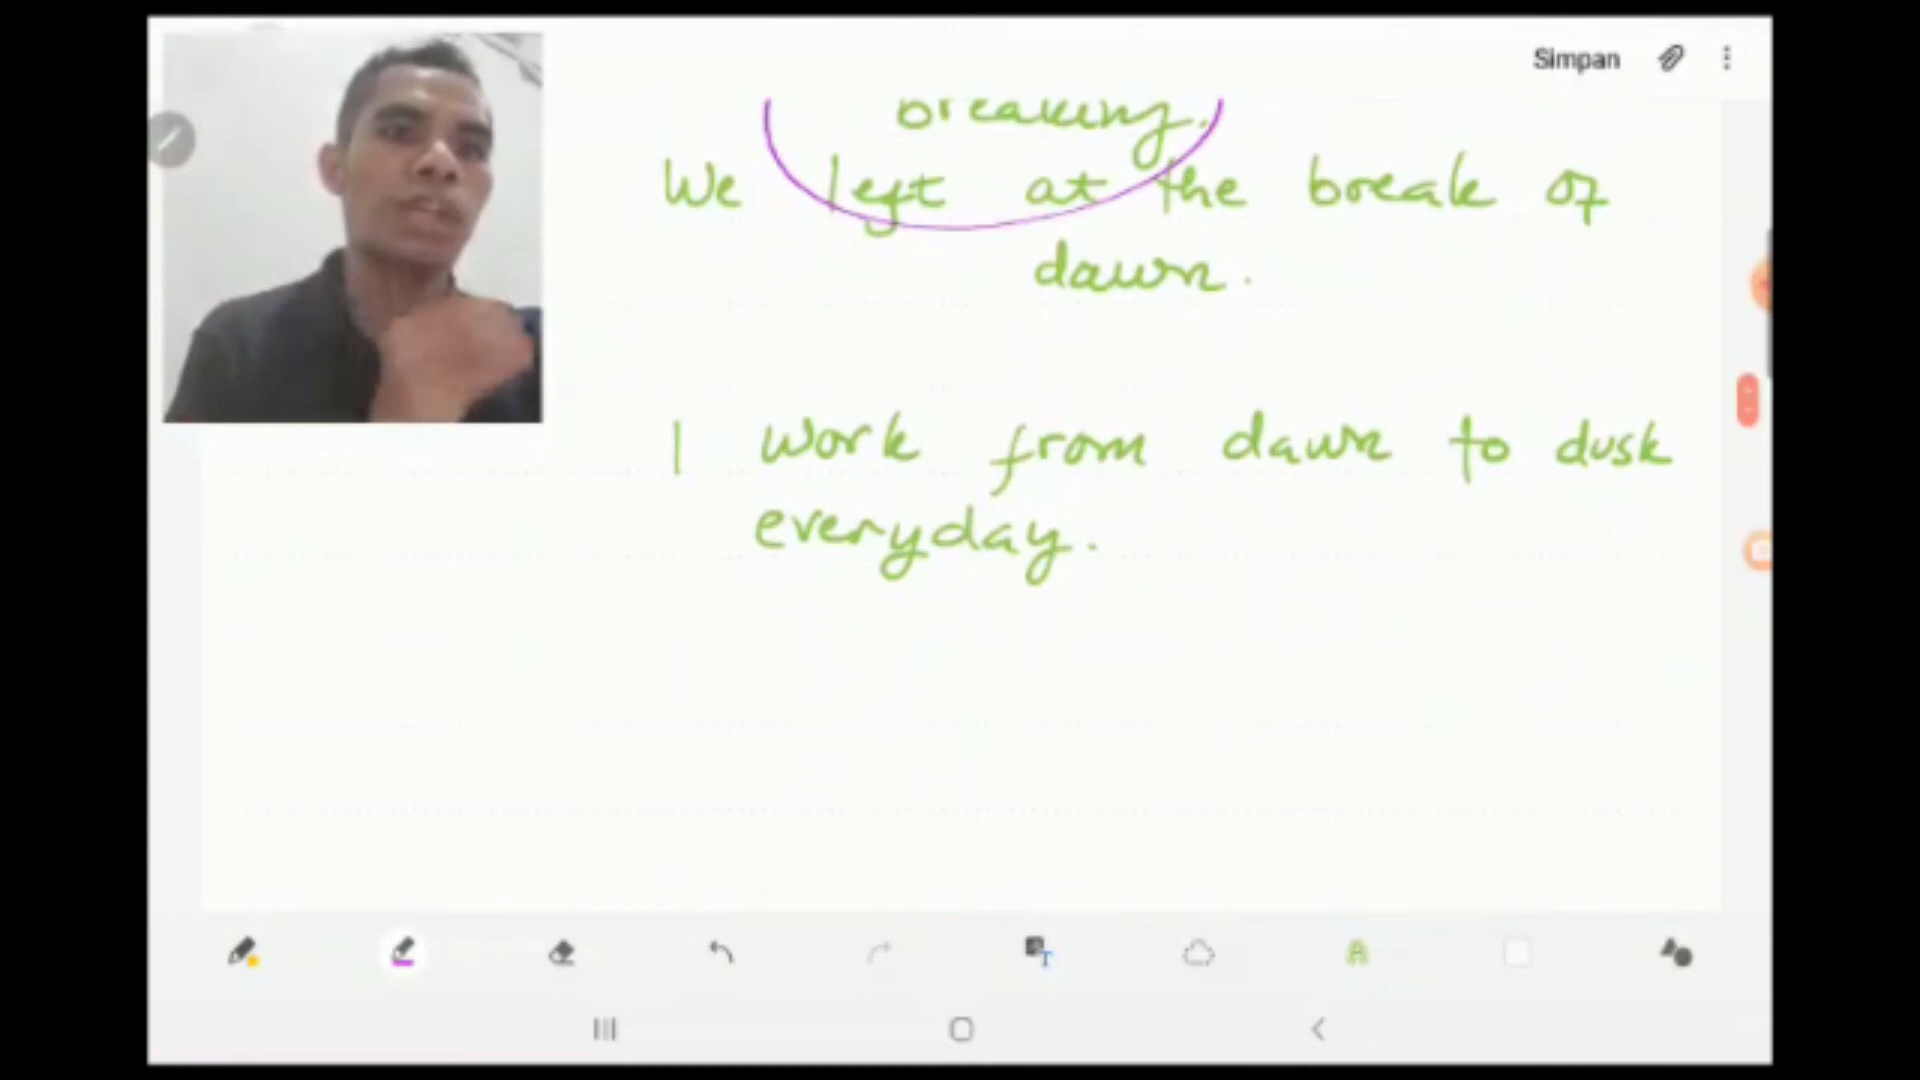 Simpan
breaking.
We left at the break of
dawn.
I work from dawn to dusk
everyday.